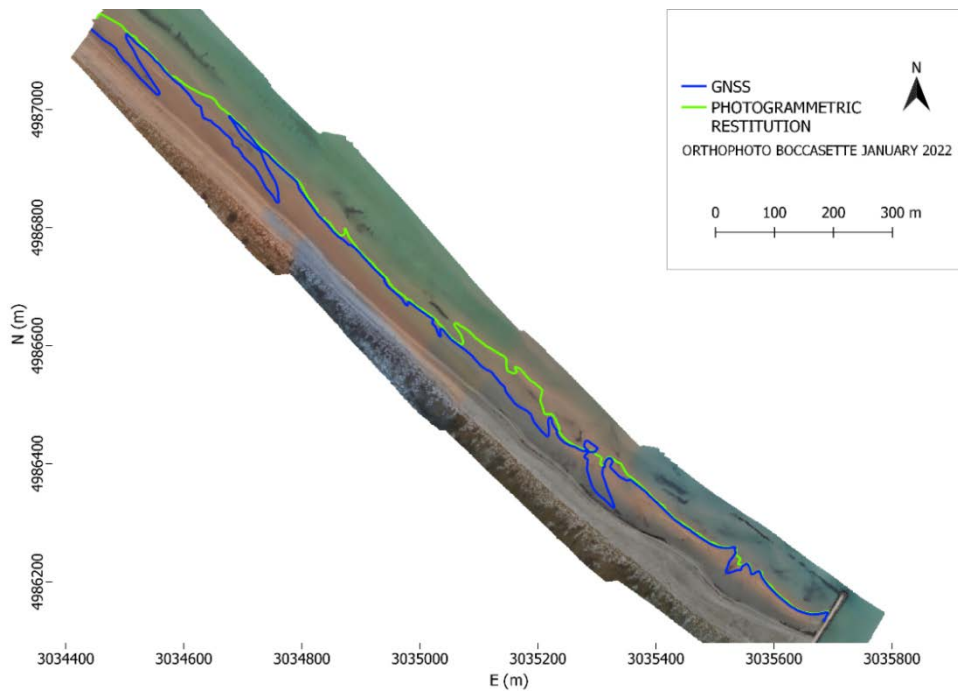 N
GNSS
PHOTOGRAMMETRIC
RESTITUTION
ORTHOPHOTO BOCCASETTE JANUARY 2022
0 100 200 300 m
4987000
4986800
4986600
4986400
4986200
N (m)
3034400 3034600 3034800 3035000 3035200 3035400 3035600 3035800
E (m)